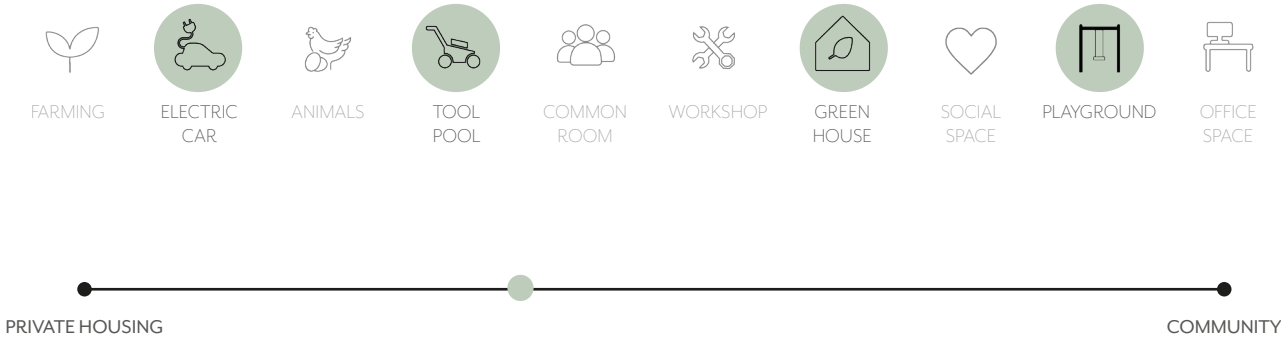 FARMING
ELECTRIC
CAR
ANIMALS
TOOL
POOL
COMMON
ROOM
WORKSHOP
GREEN
HOUSE
SOCIAL
SPACE
PLAYGROUND
OFFICE
SPACE
PRIVATE HOUSING
COMMUNITY